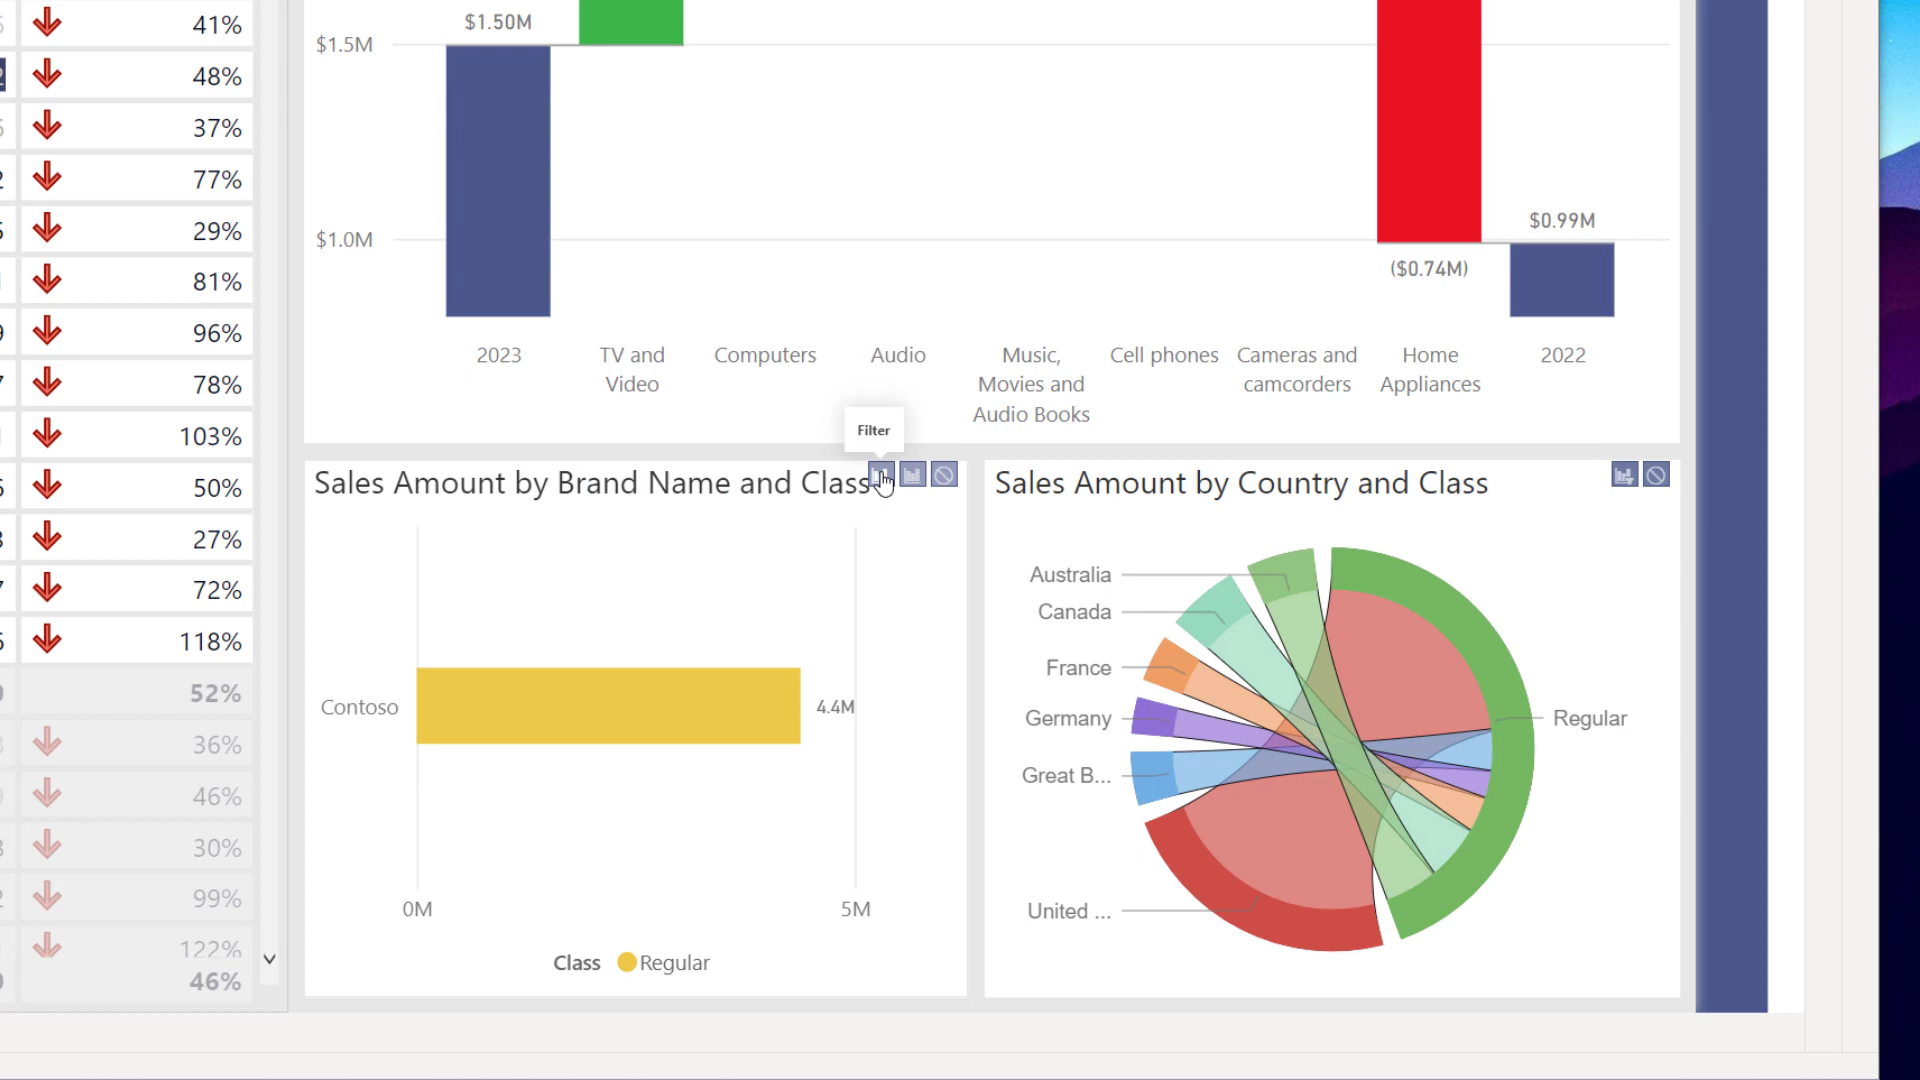 41%
48%
37%
77%
29%
81%
96%
78%
103%
50%
27%
72%
118%
52%
36%
46%
30%
99%
122%
46%
$1.50M
$1.5M
$1.0M
$0.99M
($0.74M)
2023
TV and
Video
Computers
Audio
Music,
Movies and
Audio Books
Cell phones
Cameras and
camcorders
Home
Appliances
2022
Filter
Sales Amount by Brand Name and Class
Contoso
4.4M
0M
5M
Class
Regular
Sales Amount by Country and Class
Australia
Canada
France
Germany
Great B...
United ...
Regular